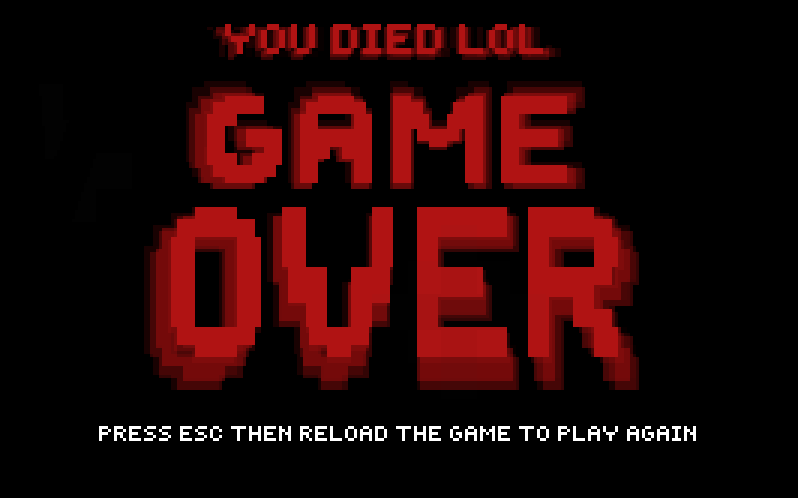 YOU DIED LOL
GAME
OVER
PRESS ESC THEN RELOAD THE GAME TO PLAY AGAIN